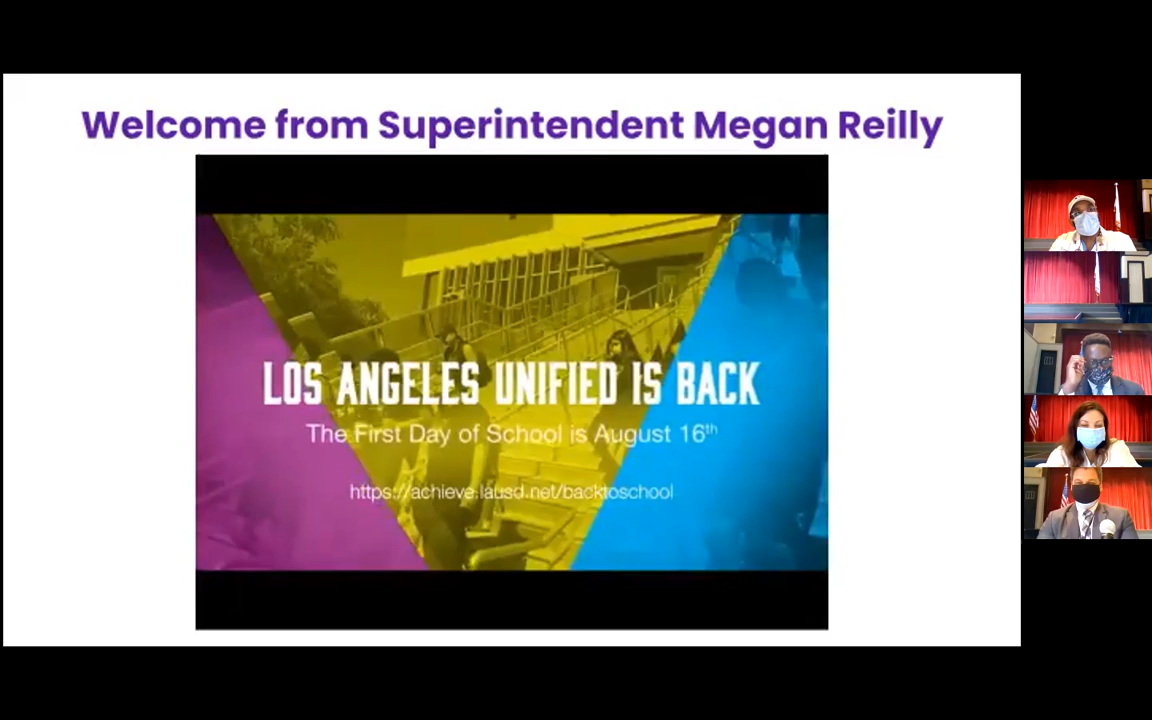 Welcome from Superintendent Megan Reilly
LOS ANGELES UNIFIED IS BACK
The First Day of School is August 16th
https://achieve.lausd.net/backtoschool